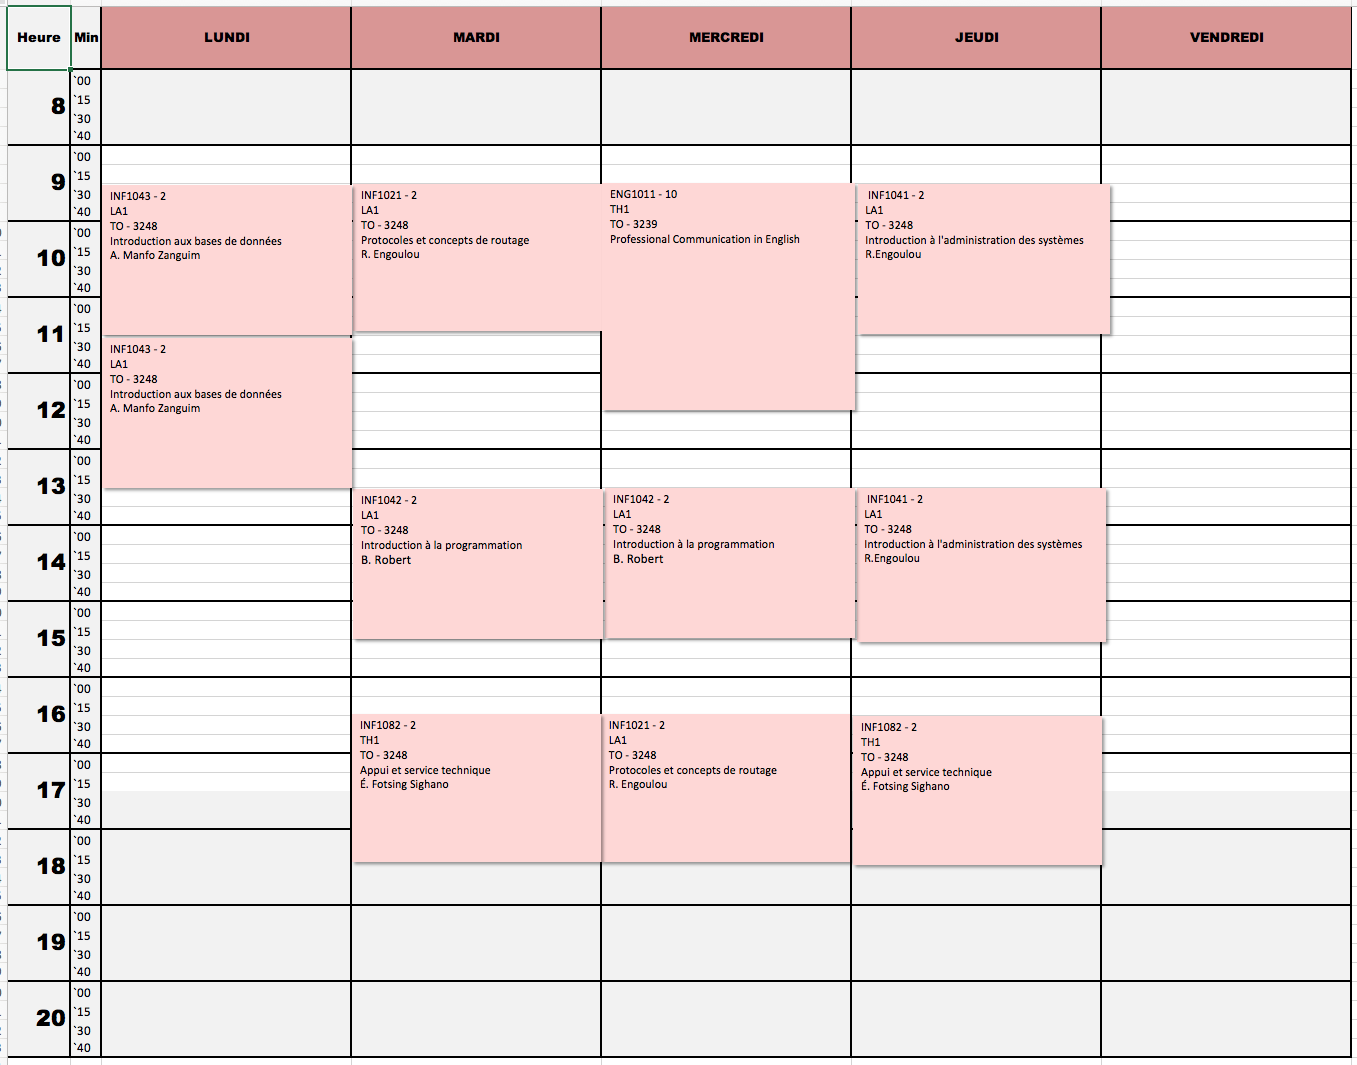 Heure Min LUNDI MARDI MERCREDI JEUDI VENDREDI
8
`00
`15
`30
`40
9
`00
`15
`30
`40
10
`00
`15
`30
`40
11
`00
`15
`30
`40
12
`00
`15
`30
`40
13
`00
`15
`30
`40
14
`00
`15
`30
`40
15
`00
`15
`30
`40
16
`00
`15
`30
`40
17
`00
`15
`30
`40
18
`00
`15
`30
`40
19
`00
`15
`30
`40
20
`00
`15
`30
`40
INF1043 - 2
LA1
TO - 3248
Introduction aux bases de données
A. Manfo Zanguim
INF1043 - 2
LA1
TO - 3248
Introduction aux bases de données
A. Manfo Zanguim
INF1021 - 2
LA1
TO - 3248
Protocoles et concepts de routage
R. Engoulou
INF1042 - 2
LA1
TO - 3248
Introduction à la programmation
B. Robert
INF1082 - 2
TH1
TO - 3248
Appui et service technique
É. Fotsing Sighano
ENG1011 - 10
TH1
TO - 3239
Professional Communication in English
INF1042 - 2
LA1
TO - 3248
Introduction à la programmation
B. Robert
INF1021 - 2
LA1
TO - 3248
Protocoles et concepts de routage
R. Engoulou
INF1041 - 2
LA1
TO - 3248
Introduction à l'administration des systèmes
R.Engoulou
INF1041 - 2
LA1
TO - 3248
Introduction à l'administration des systèmes
R.Engoulou
INF1082 - 2
TH1
TO - 3248
Appui et service technique
É. Fotsing Sighano